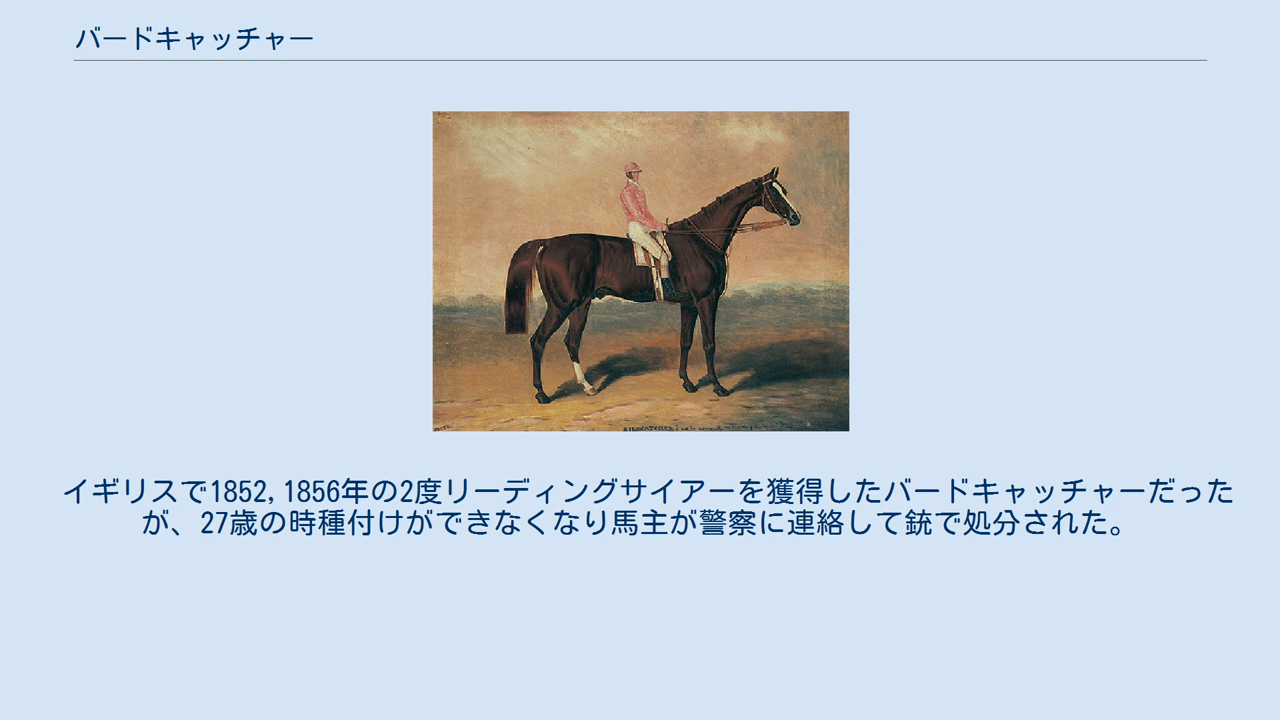 バードキャッチャー
イギリスで1852,1856年の2度リーディングサイアーを獲得したバードキャッチャーだった
が、27歳の時種付けができなくなり馬主が警察に連絡して銃で処分された。